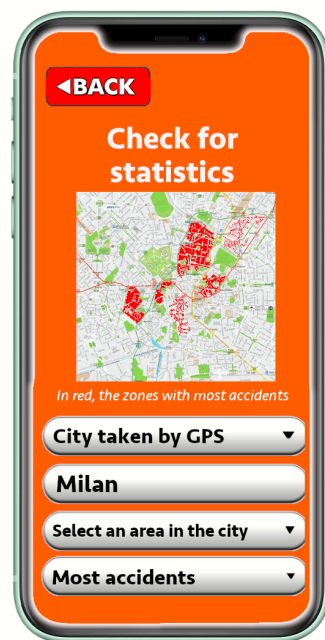 BACK
Check for
statistics
In red, the zones with most accidents
City taken by GPS
Milan
Select an area in the city
Most accidents